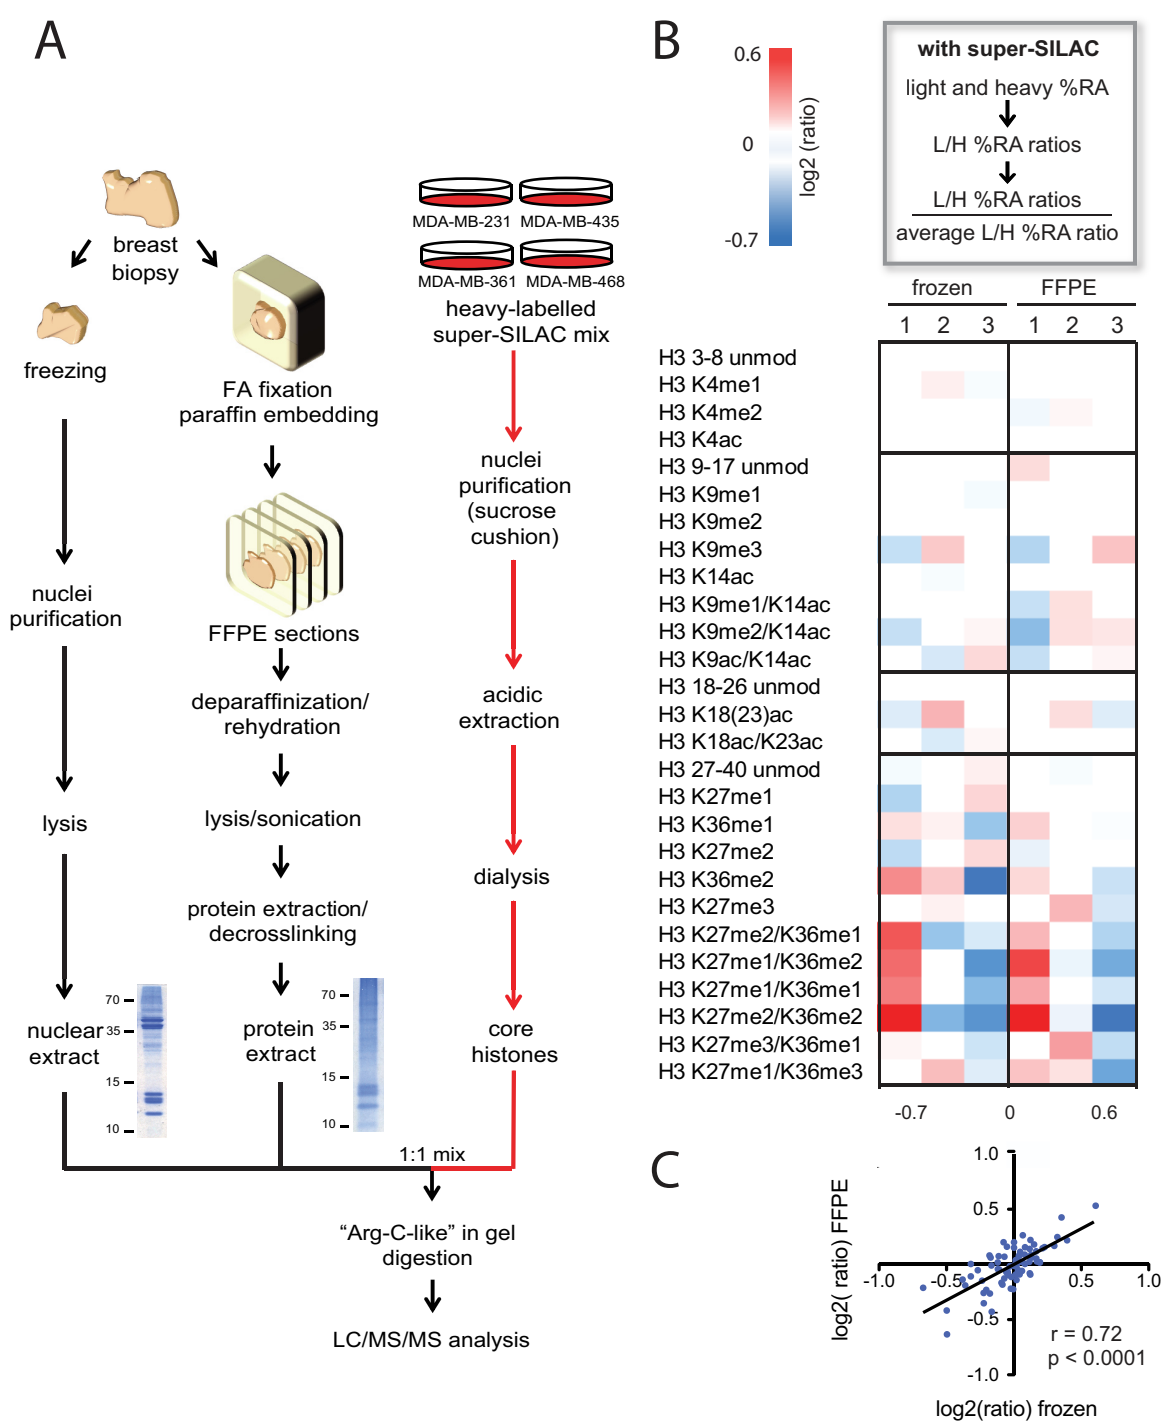 A
breast
biopsy
freezing
FA fixation
paraffin embedding
MDA-MB-231 MDA-MB-435
MDA-MB-361 MDA-MB-468
heavy-labelled
super-SILAC mix
nuclei
purification
FFPE sections
nuclei
purification
(sucrose
cushion)
deparaffinization/
rehydration
acidic
extraction
lysis
lysis/sonication
dialysis
protein extraction/
decrosslinking
nuclear
extract
70
35
15
10
protein
extract
70
35
15
10
core
histones
1:1 mix
“Arg-C-like” in gel
digestion
LC/MS/MS analysis
B
0.6
0
-0.7
log2 (ratio)
with super-SILAC
light and heavy %RA
L/H %RA ratios
L/H %RA ratios
average L/H %RA ratio
frozen FFPE
1 2 3 1 2 3
H3 3-8 unmod
H3 K4me1
H3 K4me2
H3 K4ac
H3 9-17 unmod
H3 K9me1
H3 K9me2
H3 K9me3
H3 K14ac
H3 K9me1/K14ac
H3 K9me2/K14ac
H3 K9ac/K14ac
H3 18-26 unmod
H3 K18(23)ac
H3 K18ac/K23ac
H3 27-40 unmod
H3 K27me1
H3 K36me1
H3 K27me2
H3 K36me2
H3 K27me3
H3 K27me2/K36me1
H3 K27me1/K36me2
H3 K27me1/K36me1
H3 K27me2/K36me2
H3 K27me3/K36me1
H3 K27me1/K36me3
-0.7 0 0.6
C
log2( ratio) FFPE
1.0
0.5
-1.0 -0.5 0.5 1.0
-0.5
-1.0
r = 0.72
p < 0.0001
log2(ratio) frozen